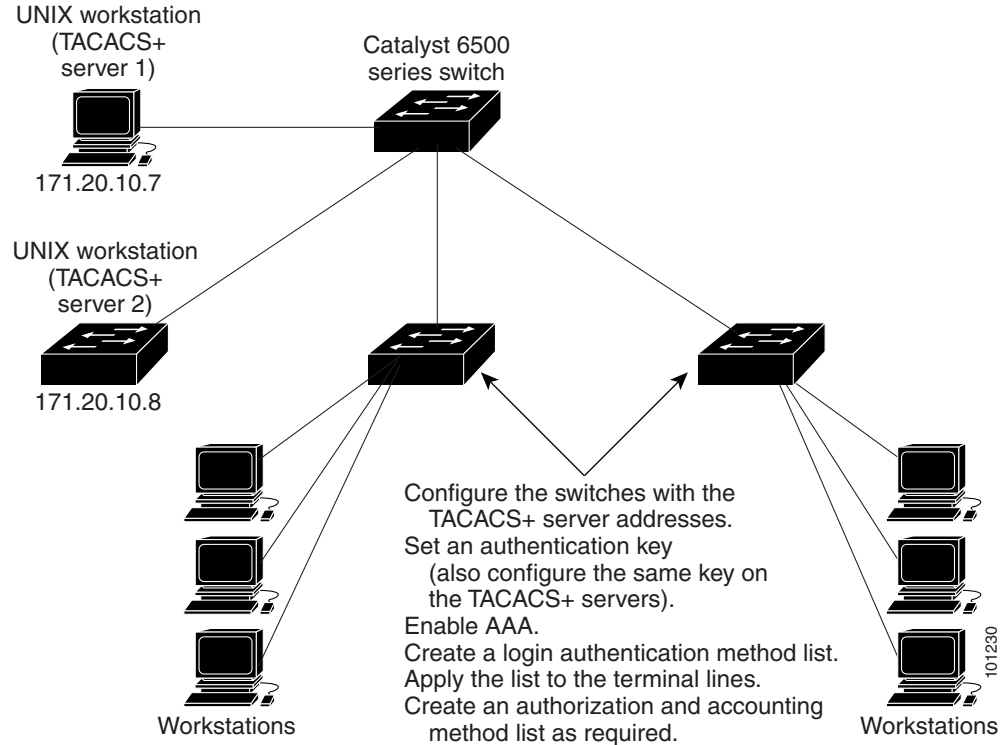 UNIX workstation
(TACACS+
server 1)
Catalyst 6500
series switch
171.20.10.7
UNIX workstation
(TACACS+
server 2)
171.20.10.8
Configure the switches with the
TACACS+ server addresses.
Set an authentication key
(also configure the same key on
the TACACS+ servers).
Enable AAA.
Create a login authentication method list.
Apply the list to the terminal lines.
Create an authorization and accounting
method list as required.
Workstations
Workstations
101230